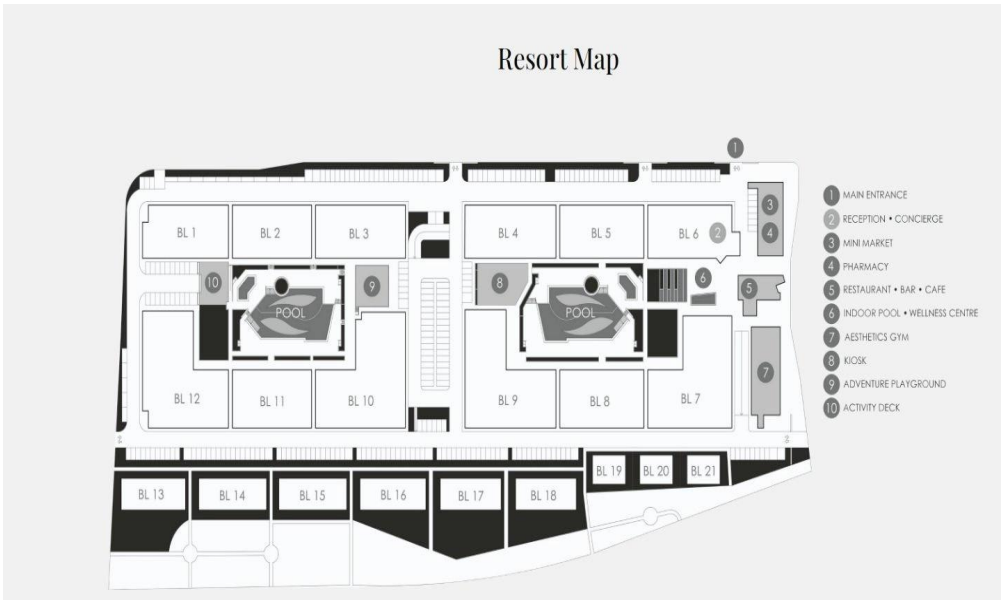 Resort Map
1
BL 1
BL 2
BL 3
BL 4
BL 5
BL 6
2
3
4
10
POOL
9
8
POOL
6
5
BL 12
BL 11
BL 10
BL 9
BL 8
BL 7
7
BL 13
BL 14
BL 15
BL 16
BL 17
BL 18
BL 19
BL 20
BL 21
1 MAIN ENTRANCE
2 RECEPTION • CONCIERGE
3 MINI MARKET
4 PHARMACY
5 RESTAURANT • BAR • CAFE
6 INDOOR POOL • WELLNESS CENTRE
7 AESTHETICS GYM
8 KIOSK
9 ADVENTURE PLAYGROUND
10 ACTIVITY DECK